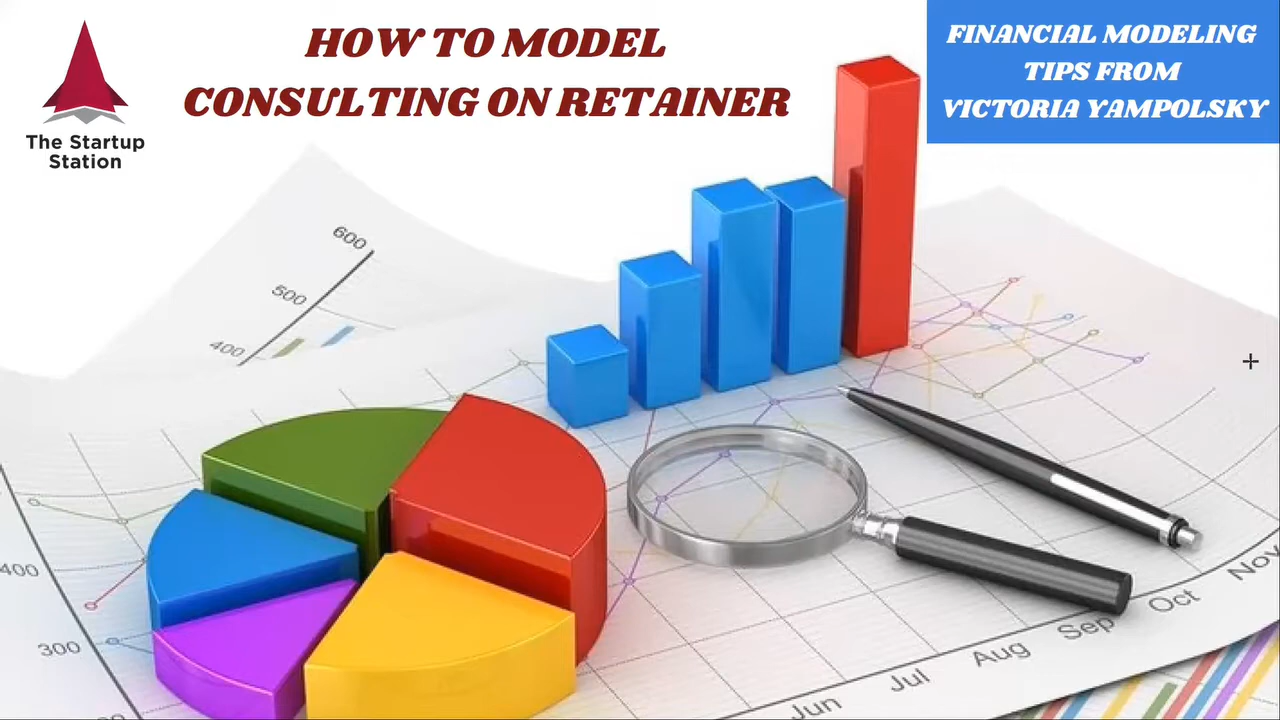 The Startup
Station
HOW TO MODEL
CONSULTING ON RETAINER
FINANCIAL MODELING
TIPS FROM
VICTORIA YAMPOLSKY
600
500
400
400
300
Jun
Jul
Aug
Sep
Oct
Nov